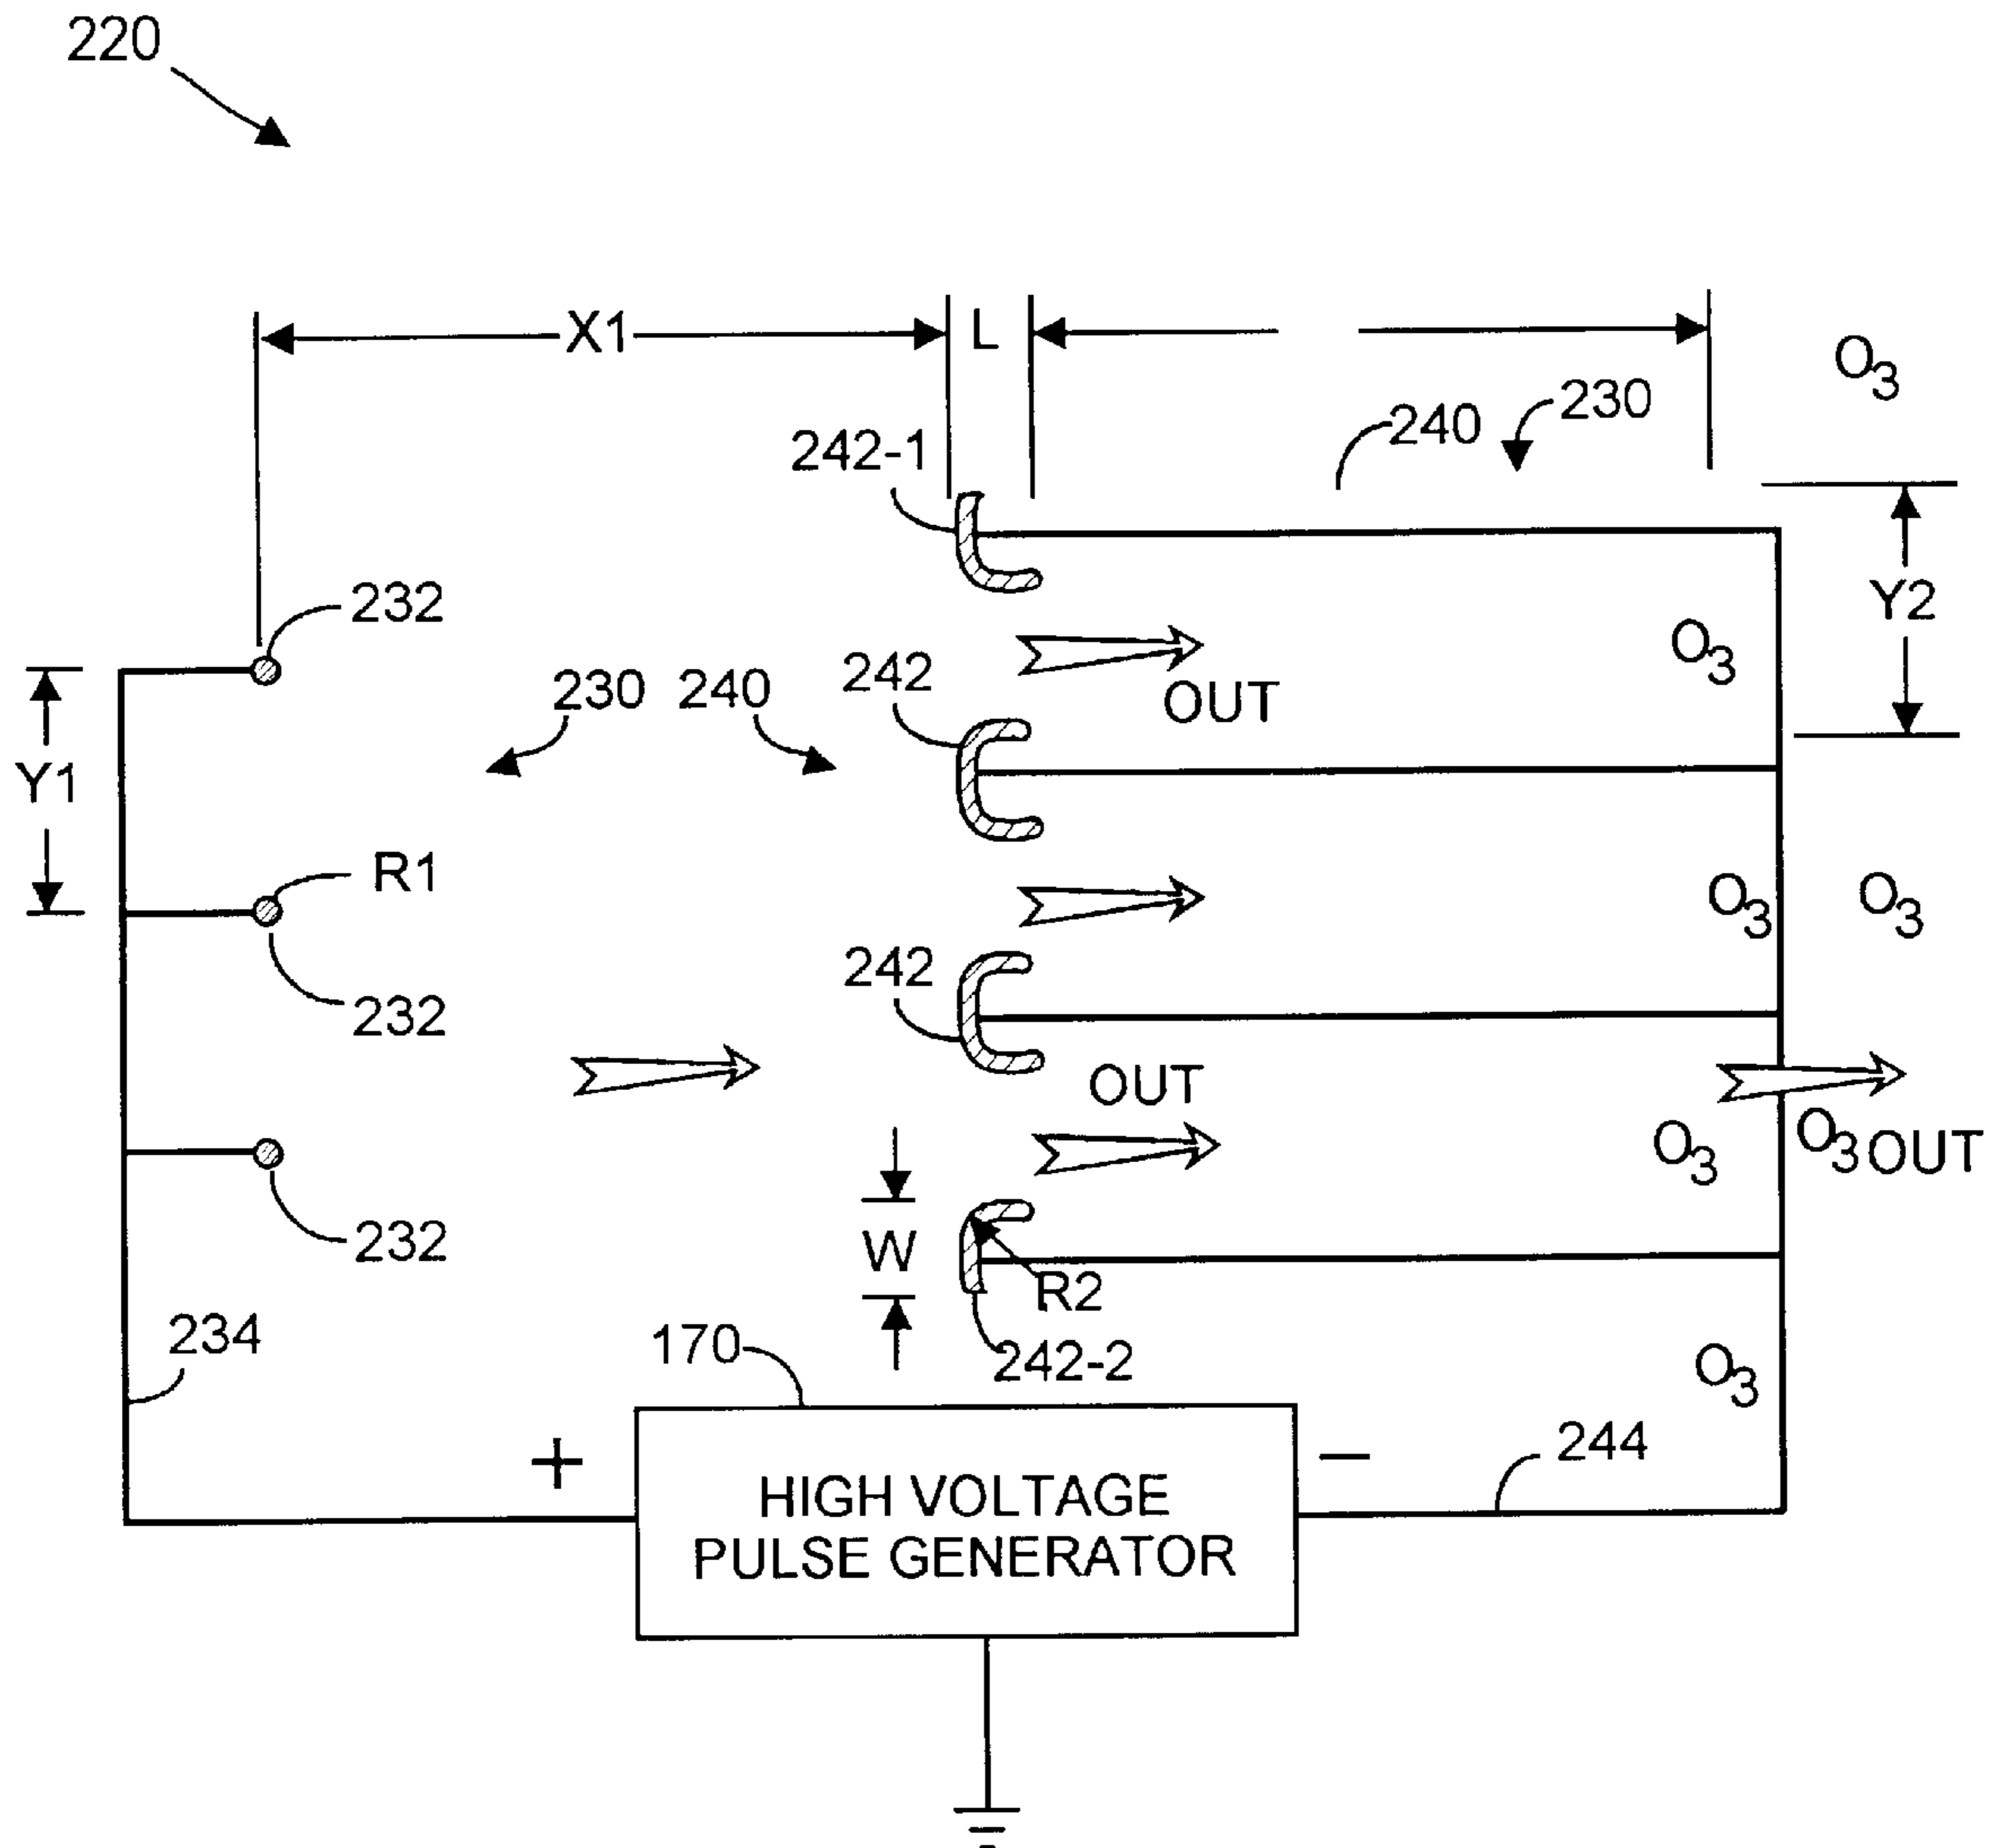 220
X1
L
O3
240
230
242-1
Y2
232
O3
242
230
240
OUT
Y1
R1
O3
O3
242
232
OUT
O3
O3 OUT
232
W
R2
234
170
242-2
O3
+
−
244
HIGH VOLTAGE
PULSE GENERATOR